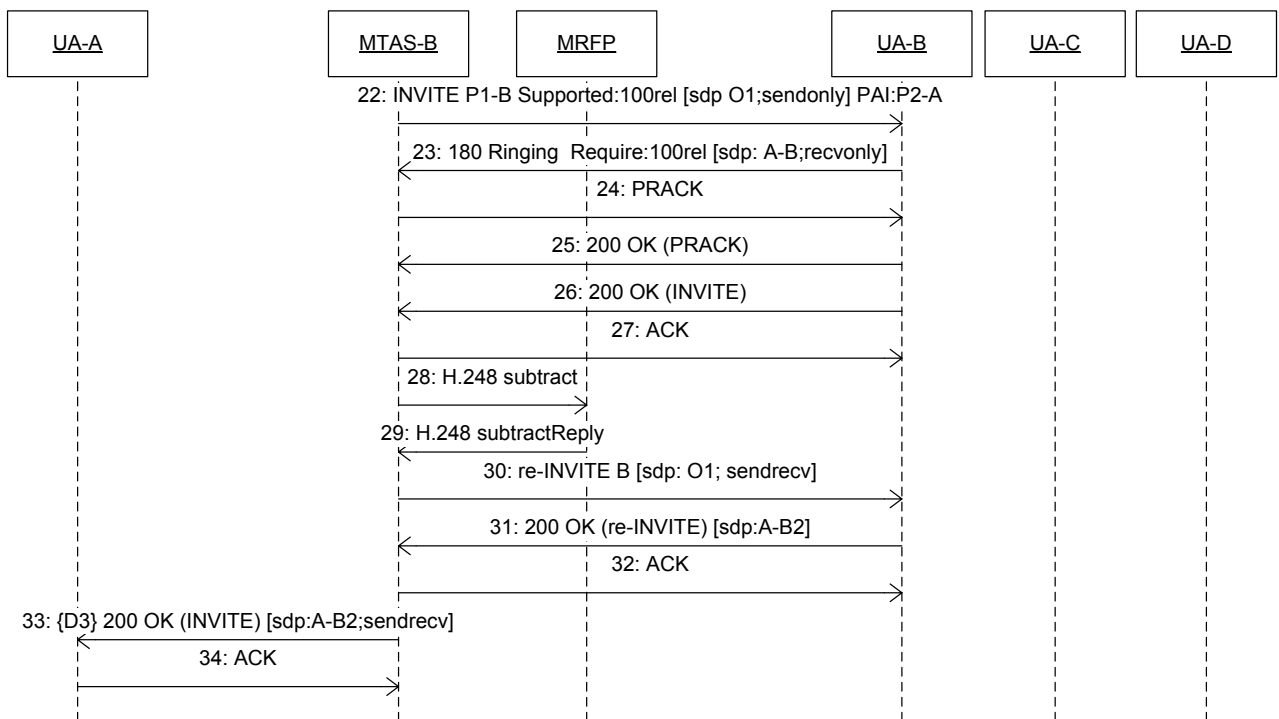 UA-A
MTAS-B
MRFP
UA-B
UA-C
UA-D
22: INVITE P1-B Supported:100rel [sdp O1;sendonly] PAI:P2-A
23: 180 Ringing  Require:100rel [sdp: A-B;recvonly]
24: PRACK
25: 200 OK (PRACK)
26: 200 OK (INVITE)
27: ACK
28: H.248 subtract
29: H.248 subtractReply
30: re-INVITE B [sdp: O1; sendrecv]
31: 200 OK (re-INVITE) [sdp:A-B2]
32: ACK
33: {D3} 200 OK (INVITE) [sdp:A-B2;sendrecv]
34: ACK